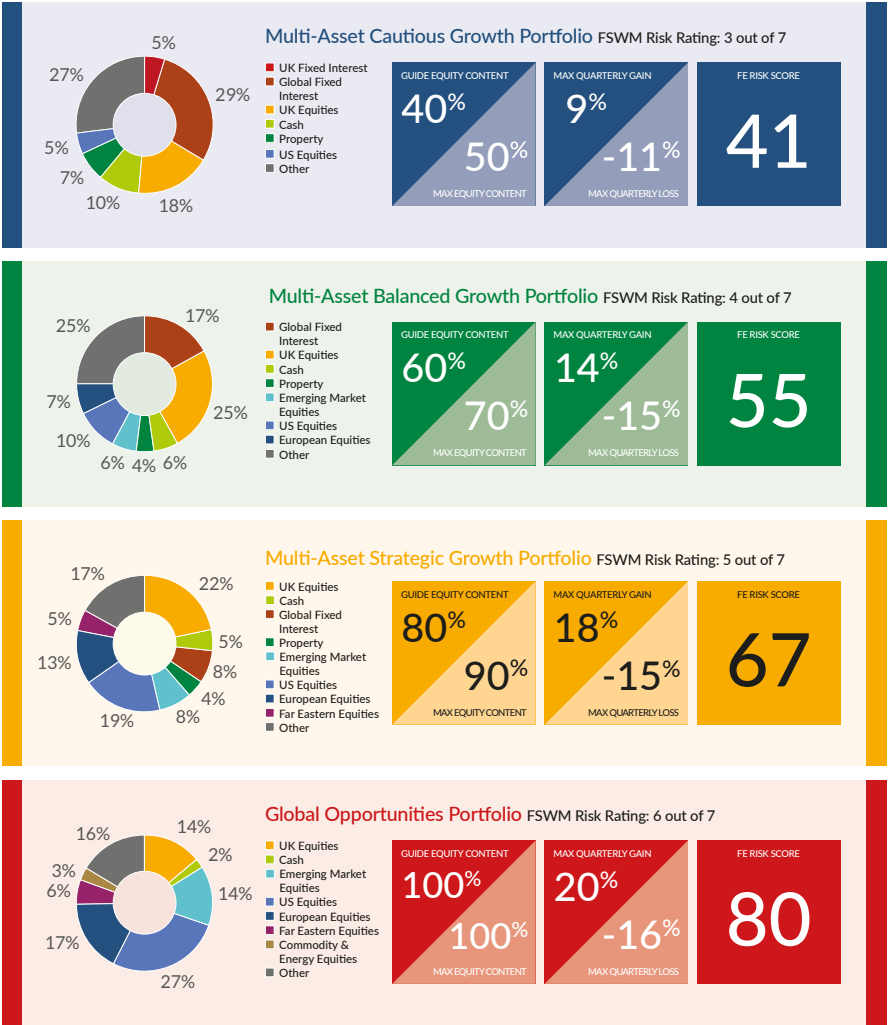 Multi-Asset Cautious Growth Portfolio FSWM Risk Rating: 3 out of 7
5%
29%
18%
10%
7%
5%
27%
UK Fixed Interest
Global Fixed
Interest
UK Equities
Cash
Property
US Equities
Other
GUIDE EQUITY CONTENT
40%
50%
MAX EQUITY CONTENT
MAX QUARTERLY GAIN
9%
-11%
MAX QUARTERLY LOSS
FE RISK SCORE
41
Multi-Asset Balanced Growth Portfolio FSWM Risk Rating: 4 out of 7
17%
25%
6%
4%
6%
10%
7%
25%
Global Fixed
Interest
UK Equities
Cash
Property
Emerging Market
Equities
US Equities
European Equities
Other
GUIDE EQUITY CONTENT
60%
70%
MAX EQUITY CONTENT
MAX QUARTERLY GAIN
14%
-15%
MAX QUARTERLY LOSS
FE RISK SCORE
55
Multi-Asset Strategic Growth Portfolio FSWM Risk Rating: 5 out of 7
22%
5%
8%
4%
8%
19%
13%
5%
17%
UK Equities
Cash
Global Fixed
Interest
Property
Emerging Market
Equities
US Equities
European Equities
Far Eastern Equities
Other
GUIDE EQUITY CONTENT
80%
90%
MAX EQUITY CONTENT
MAX QUARTERLY GAIN
18%
-15%
MAX QUARTERLY LOSS
FE RISK SCORE
67
Global Opportunities Portfolio FSWM Risk Rating: 6 out of 7
14%
2%
14%
27%
17%
6%
3%
16%
UK Equities
Cash
Emerging Market
Equities
US Equities
European Equities
Far Eastern Equities
Commodity &
Energy Equities
Other
GUIDE EQUITY CONTENT
100%
100%
MAX EQUITY CONTENT
MAX QUARTERLY GAIN
20%
-16%
MAX QUARTERLY LOSS
FE RISK SCORE
80